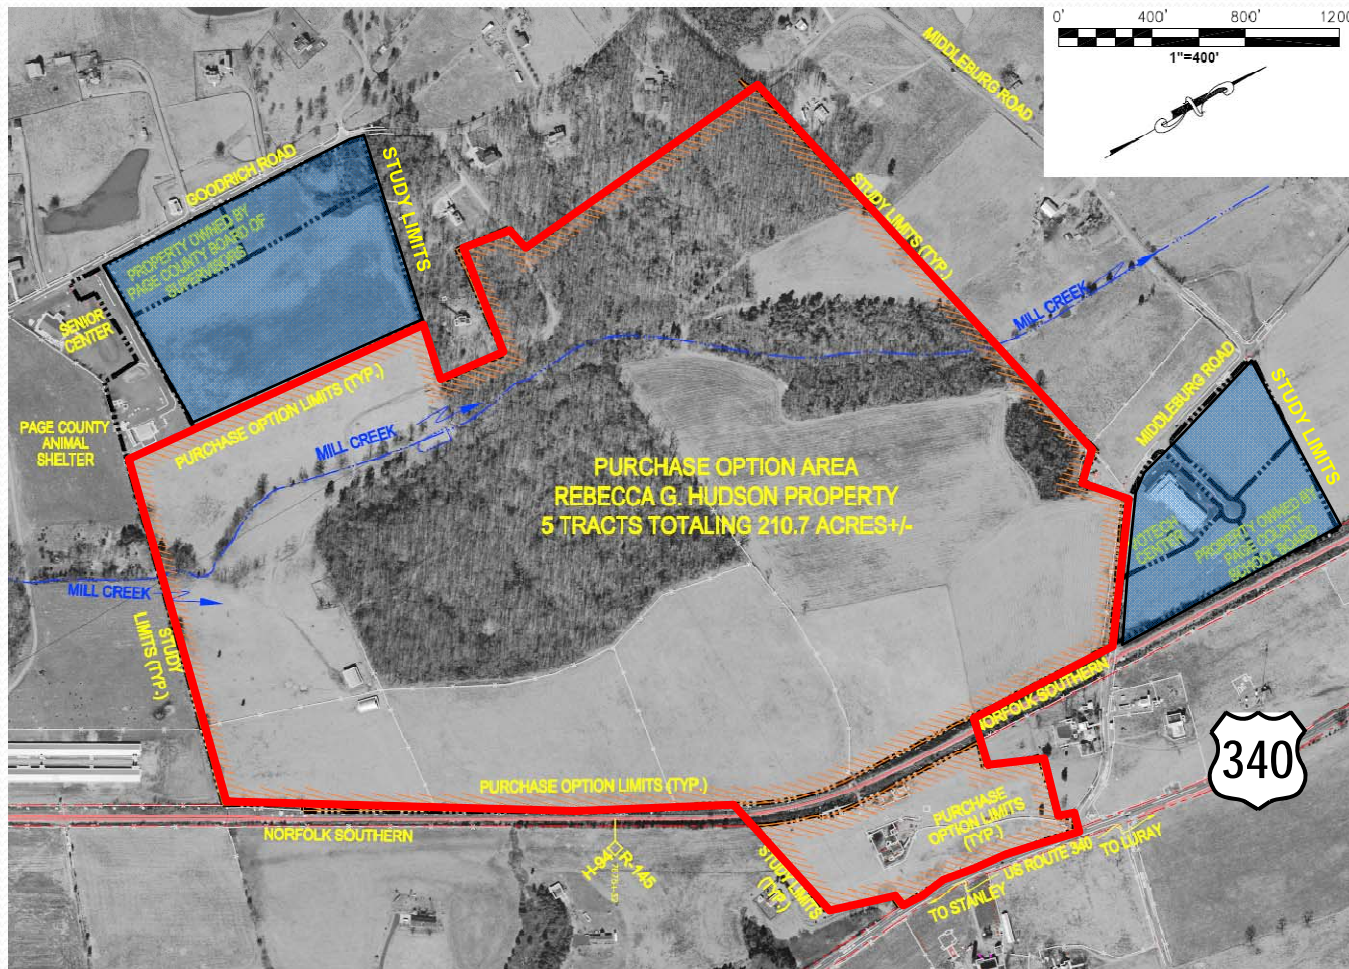 0' 400' 800' 1200
1"=400'
MIDDLEBURG ROAD
GOODRICH ROAD
STUDY LIMITS
PROPERTY OWNED BY
PAGE COUNTY BOARD OF
SUPERVISORS
STUDY LIMITS (TYP.)
MILL CREEK
SENIOR
CENTER
PURCHASE OPTION LIMITS (TYP.)
PAGE COUNTY
ANIMAL
SHELTER
MILL CREEK
MIDDLEBURG ROAD
STUDY LIMITS
PURCHASE OPTION AREA
REBECCA G. HUDSON PROPERTY
5 TRACTS TOTALING 210.7 ACRES+/-
CENTER
PROPERTY OWNED BY
PAGE COUNTY
SCHOOL BOARD
MILL CREEK
STUDY
LIMITS (TYP.)
NORFOLK SOUTHERN
340
PURCHASE OPTION LIMITS (TYP.)
PURCHASE
OPTION LIMITS
(TYP.)
NORFOLK SOUTHERN
H-94 R-145
STUDY LIMITS
(TYP.)
US ROUTE 340
TO LURAY
TO STANLEY